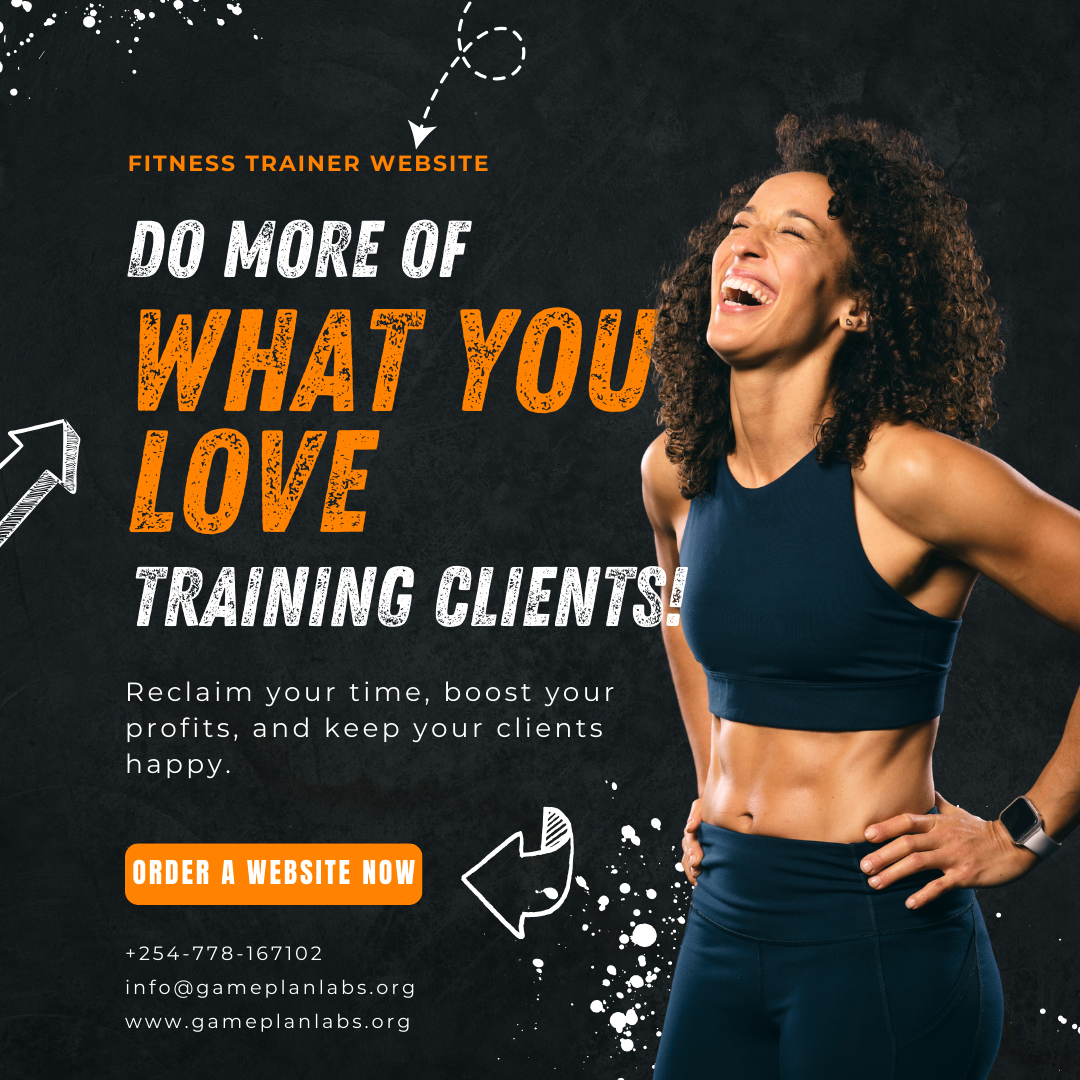 FITNESS TRAINER WEBSITE
DO MORE OF
WHAT YOU
LOVE
TRAINING CLIENTS!
Reclaim your time, boost your
profits, and keep your clients
happy.
ORDER A WEBSITE NOW
+254-778-167102
info@gameplanlabs.org
www.gameplanlabs.org